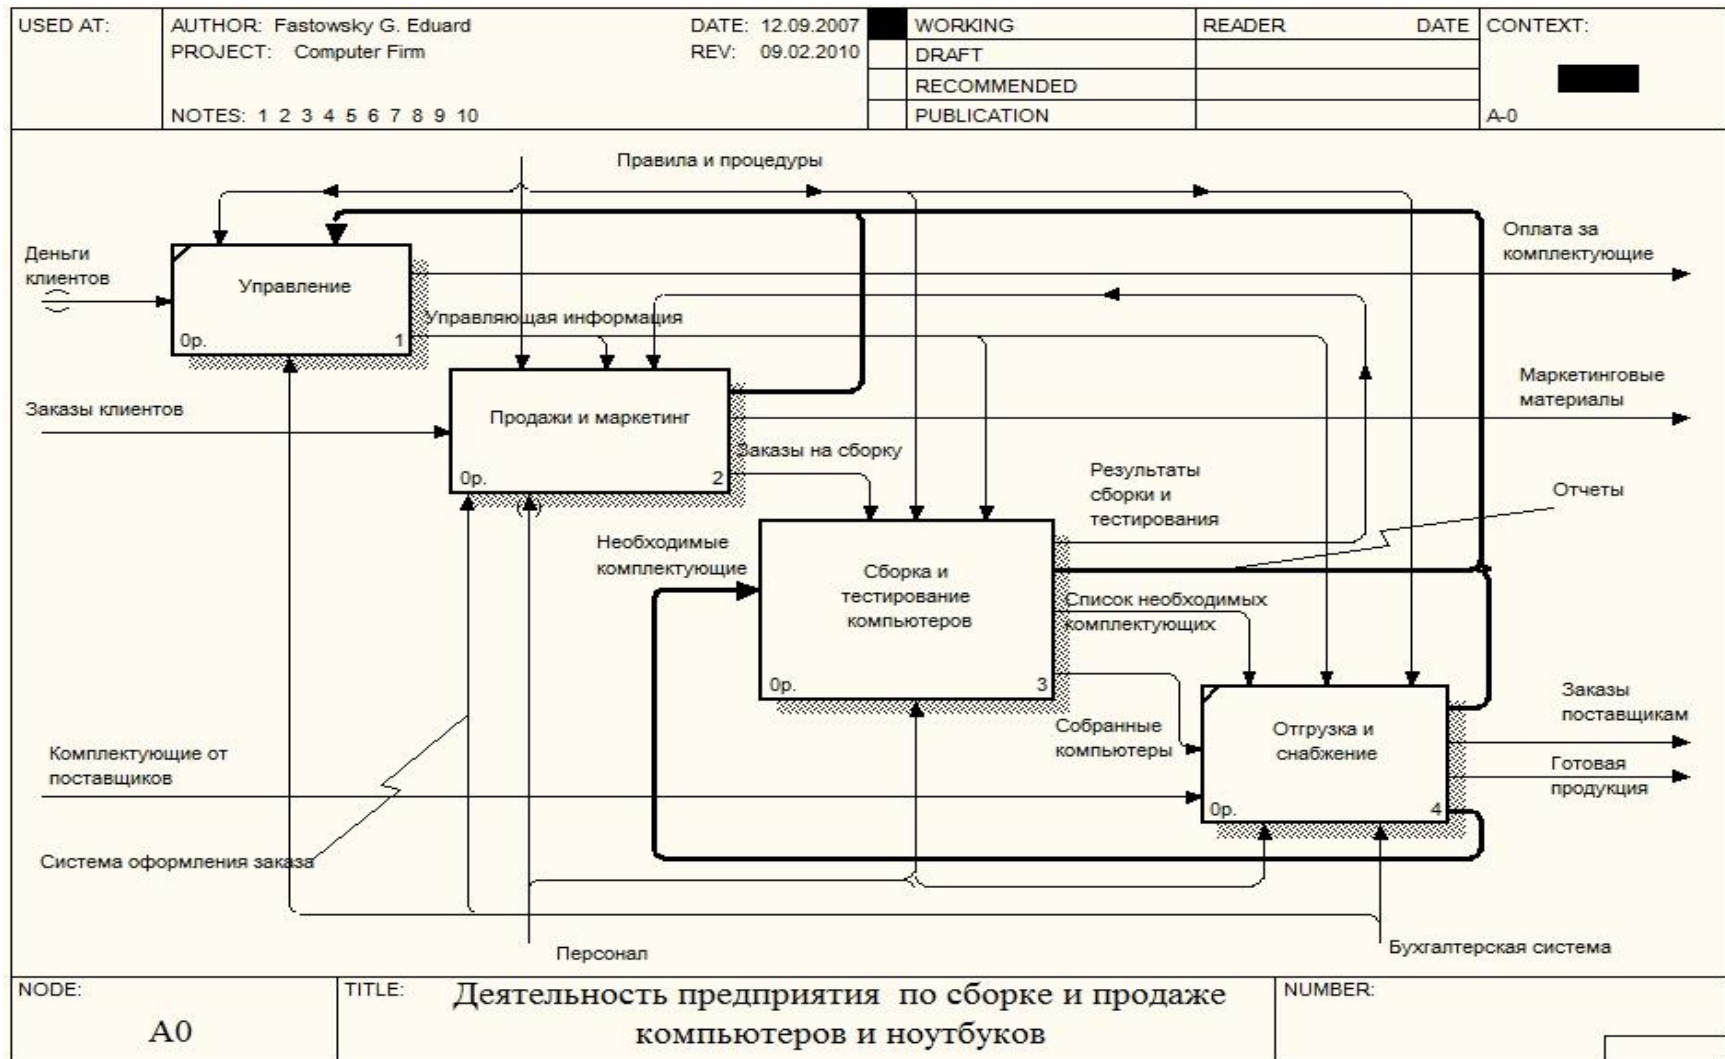 USED AT:
AUTHOR: Fastowsky G. Eduard
DATE: 12.09.2007
PROJECT: Computer Firm
REV: 09.02.2010
NOTES: 1 2 3 4 5 6 7 8 9 10
WORKING
DRAFT
RECOMMENDED
PUBLICATION
READER
DATE
CONTEXT:
A-0
Правила и процедуры
Деньги
клиентов
Управление
0р.
1
Оплата за
комплектующие
Управляющая информация
Заказы клиентов
Продажи и маркетинг
0р.
2
Маркетинговые
материалы
Заказы на сборку
Результаты
сборки и
тестирования
Отчеты
Необходимые
комплектующие
Сборка и
тестирование
компьютеров
0р.
3
Список необходимых
комплектующих
Собранные
компьютеры
Отгрузка и
снабжение
0р.
4
Заказы
поставщикам
Готовая
продукция
Комплектующие от
поставщиков
Система оформления заказа
Персонал
Бухгалтерская система
NODE:
A0
TITLE:
Деятельность предприятия по сборке и продаже
компьютеров и ноутбуков
NUMBER: